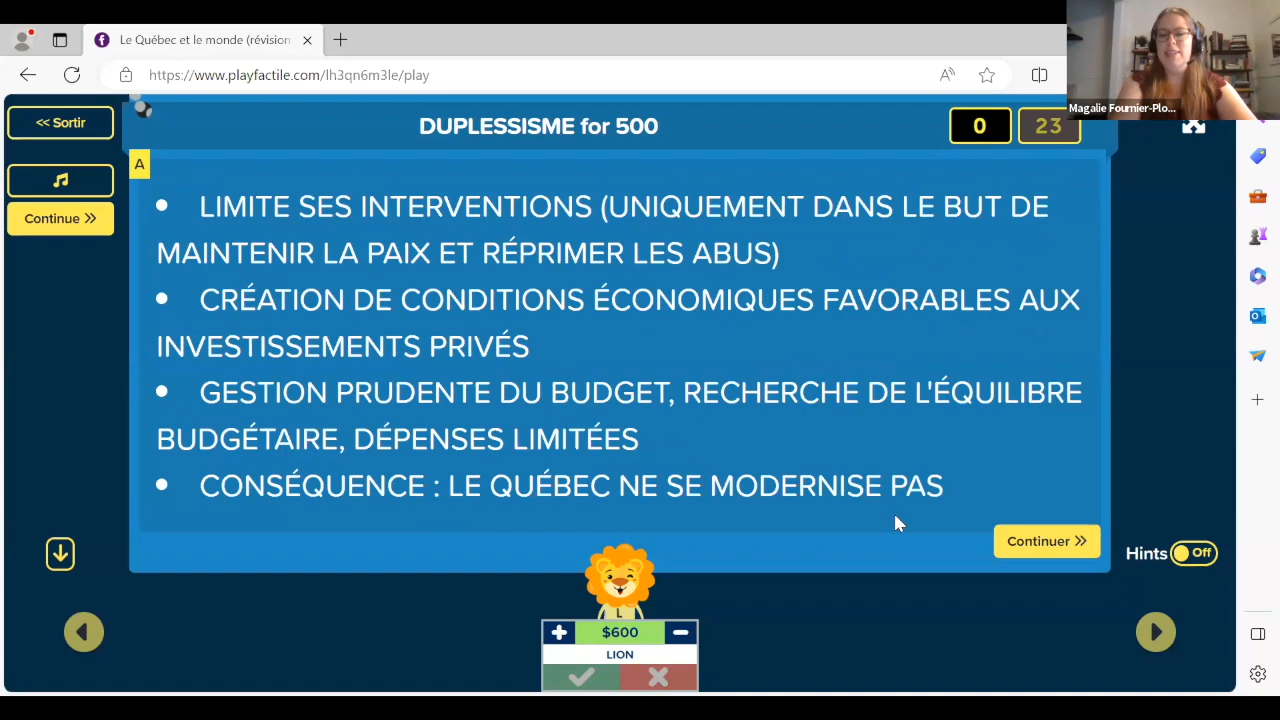 Le Québec et le monde (révision
https://www.playfactile.com/lh3qn6m3le/play
Magalie Fournier-Plo...
<< Sortir
DUPLESSISME for 500
0
23
A
Continue >>
• LIMITE SES INTERVENTIONS (UNIQUEMENT DANS LE BUT DE
MAINTENIR LA PAIX ET RÉPRIMER LES ABUS)
• CRÉATION DE CONDITIONS ÉCONOMIQUES FAVORABLES AUX
INVESTISSEMENTS PRIVÉS
• GESTION PRUDENTE DU BUDGET, RECHERCHE DE L'ÉQUILIBRE
BUDGÉTAIRE, DÉPENSES LIMITÉES
• CONSÉQUENCE : LE QUÉBEC NE SE MODERNISE PAS
Continuer >>
Hints Off
L
$600
LION